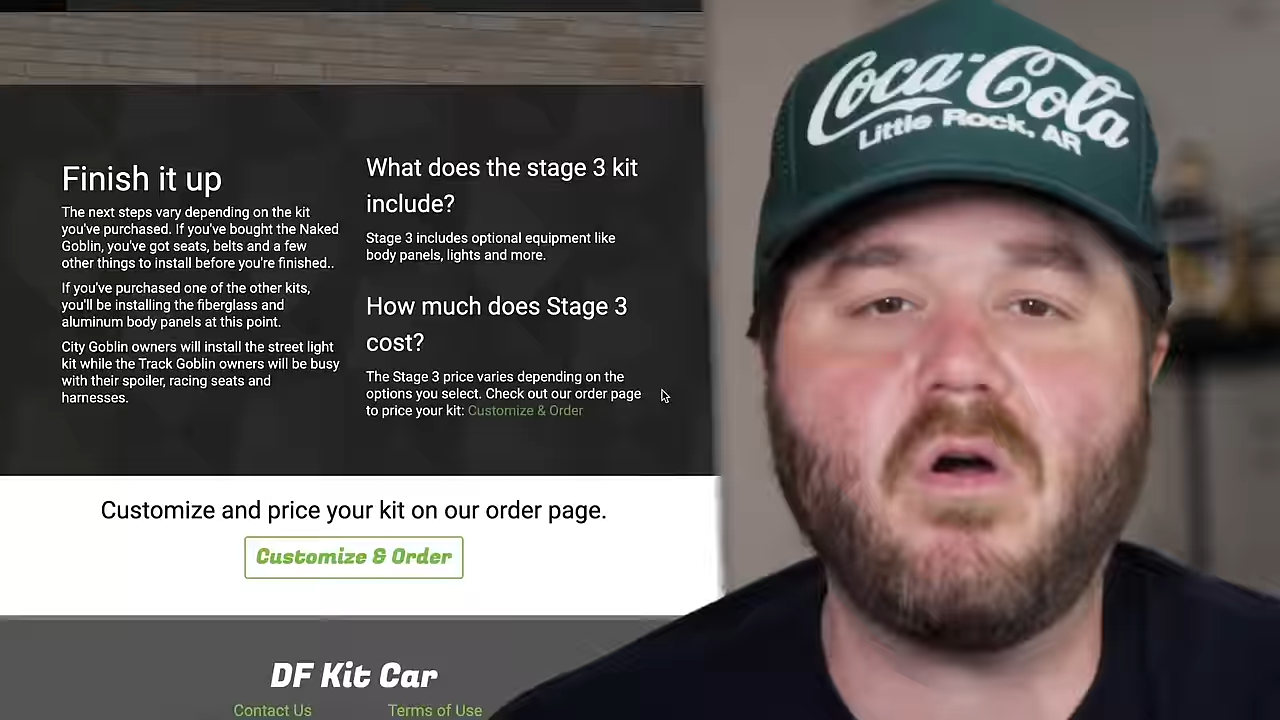 Finish it up
The next steps vary depending on the kit
you've purchased. If you've bought the Naked
Goblin, you've got seats, belts and a few
other things to install before you're finished..
If you've purchased one of the other kits,
you'll be installing the fiberglass and
aluminum body panels at this point.
City Goblin owners will install the street light
kit while the Track Goblin owners will be busy
with their spoiler, racing seats and
harnesses.
What does the stage 3 kit
include?
Stage 3 includes optional equipment like
body panels, lights and more.
How much does Stage 3
cost?
The Stage 3 price varies depending on the
options you select. Check out our order page
to price your kit: Customize & Order
Customize and price your kit on our order page.
Customize & Order
DF Kit Car
Contact Us
Terms of Use
Coca-Cola
Little Rock, AR